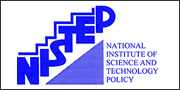 NISTEP
NATIONAL
INSTITUTE OF
SCIENCE AND
TECHNOLOGY
POLICY